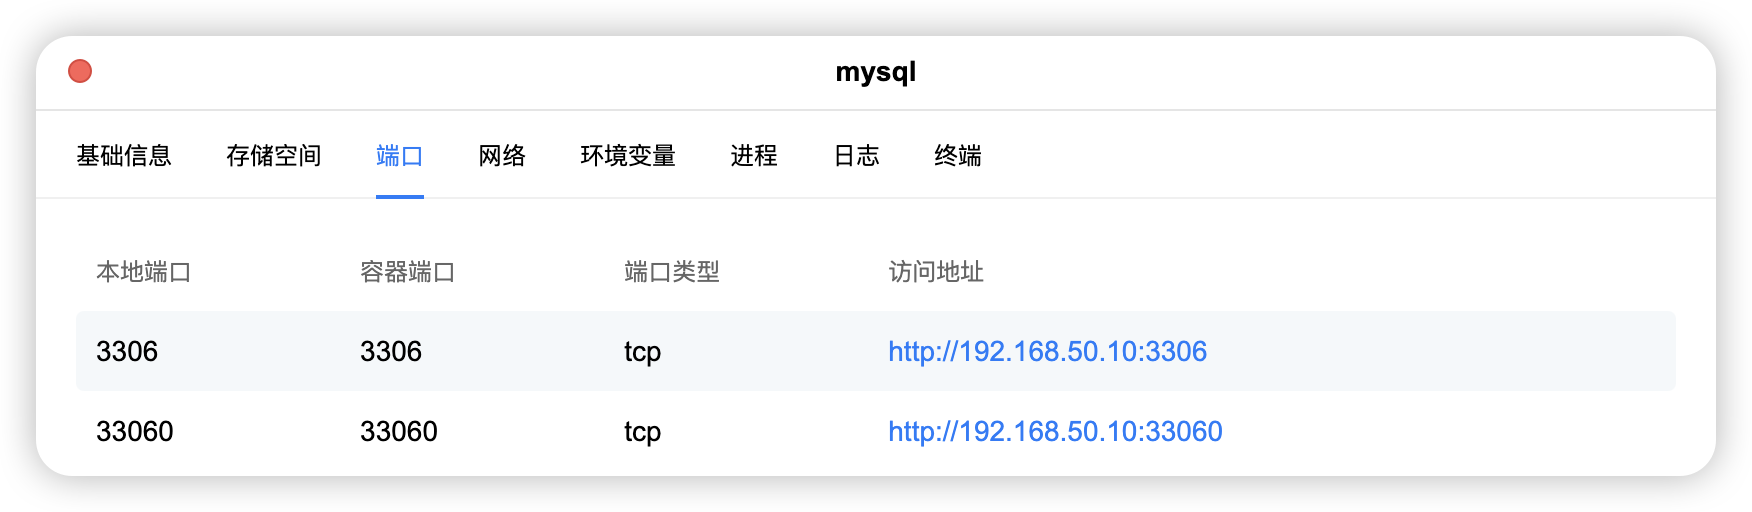 mysql
基础信息 存储空间 端口 网络 环境变量 进程 日志 终端
本地端口 容器端口 端口类型 访问地址
3306 3306 tcp http://192.168.50.10:3306
33060 33060 tcp http://192.168.50.10:33060